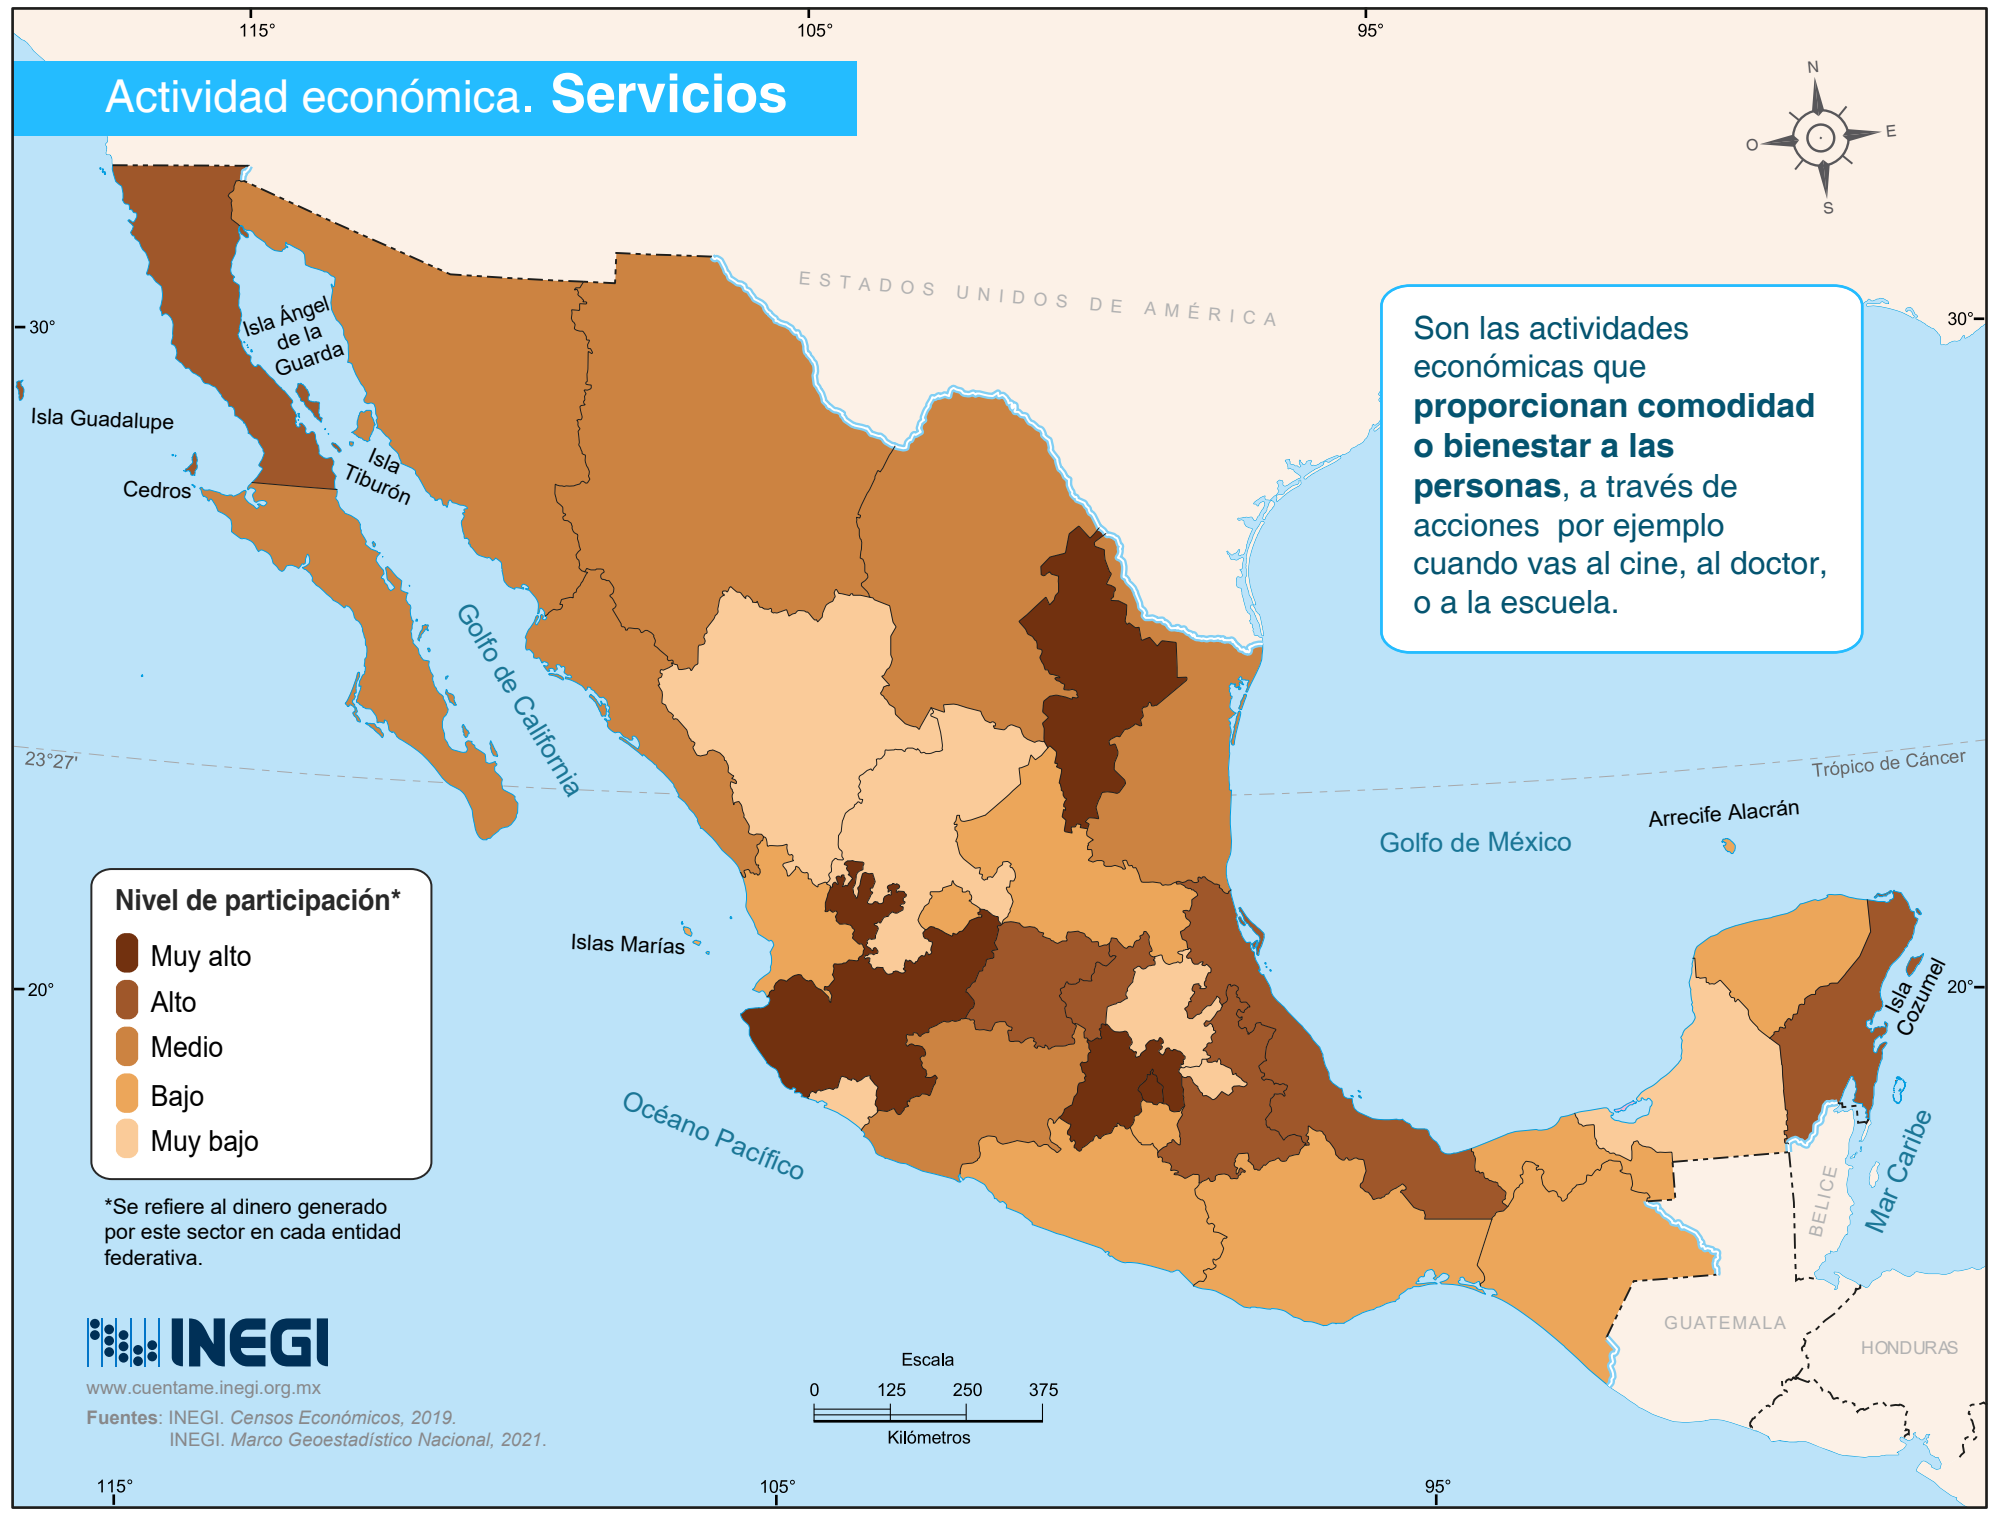 115°
105°
95°
Actividad económica. Servicios
N
O
E
S
ESTADOS UNIDOS DE AMÉRICA
30°
30°
Son las actividades
económicas que
proporcionan comodidad
o bienestar a las
personas, a través de
acciones por ejemplo
cuando vas al cine, al doctor,
o a la escuela.
Isla Ángel
de la
Guarda
Isla Guadalupe
Isla
Tiburón
Cedros
Golfo de California
23°27'
Trópico de Cáncer
Arrecife Alacrán
Golfo de México
Islas Marías
Isla
Cozumel
20°
20°
Océano Pacífico
Mar Caribe
BELICE
GUATEMALA
HONDURAS
Nivel de participación*
Muy alto
Alto
Medio
Bajo
Muy bajo
*Se refiere al dinero generado
por este sector en cada entidad
federativa.
INEGI
www.cuentame.inegi.org.mx
Fuentes: INEGI. Censos Económicos, 2019.
INEGI. Marco Geoestadístico Nacional, 2021.
Escala
0 125 250 375
Kilómetros
115°
105°
95°